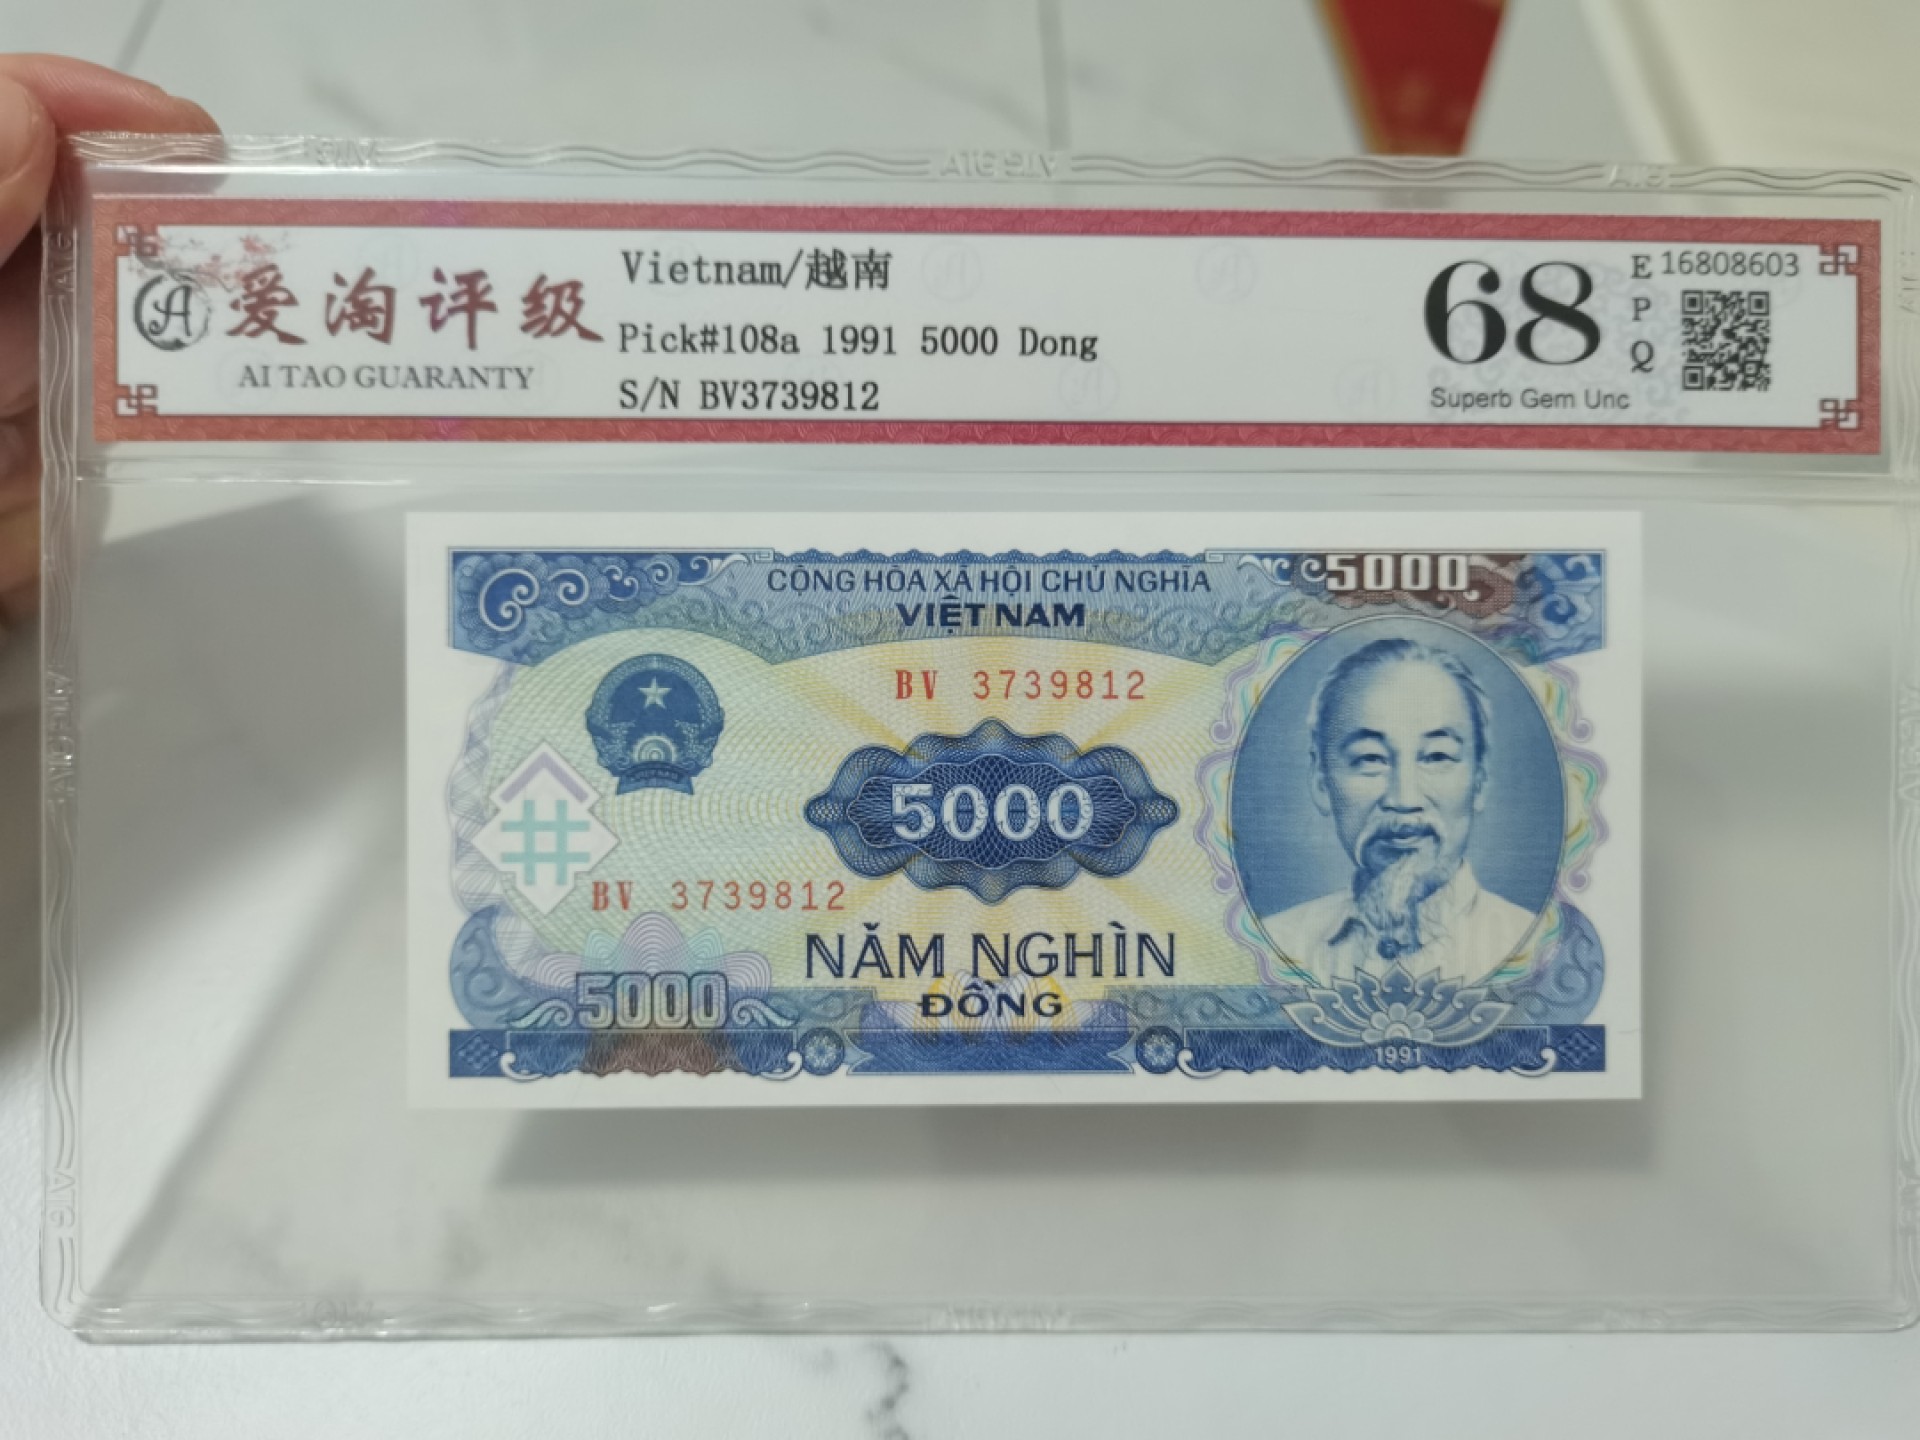 爱淘评级
AI TAO GUARANTY
Vietnam/越南
Pick#108a 1991 5000 Dong
S/N BV3739812
68
Superb Gem Unc
EPQ
16808603
CỘNG HÒA XÃ HỘI CHỦ NGHĨA
VIỆT NAM
5000
BV 3739812
5000
BV 3739812
NĂM NGHÌN
ĐỒNG
5000
1991